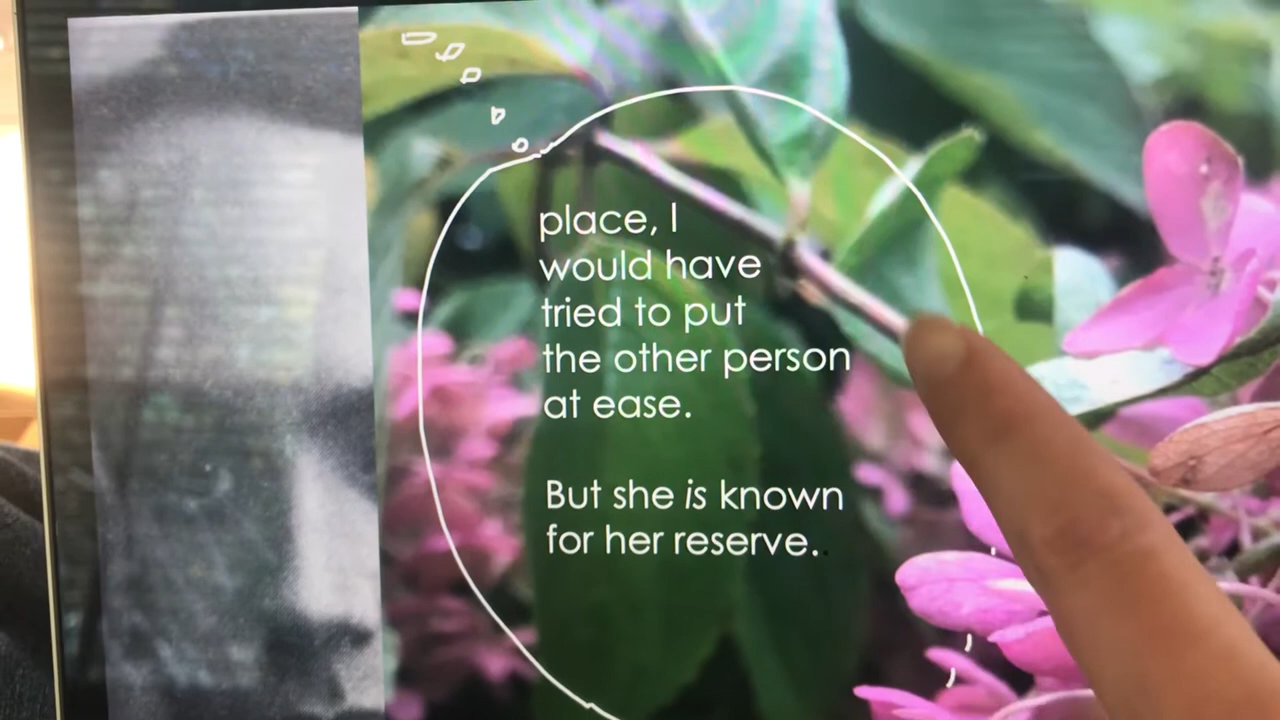 place, I
would have
tried to put
the other person
at ease.
But she is known
for her reserve.